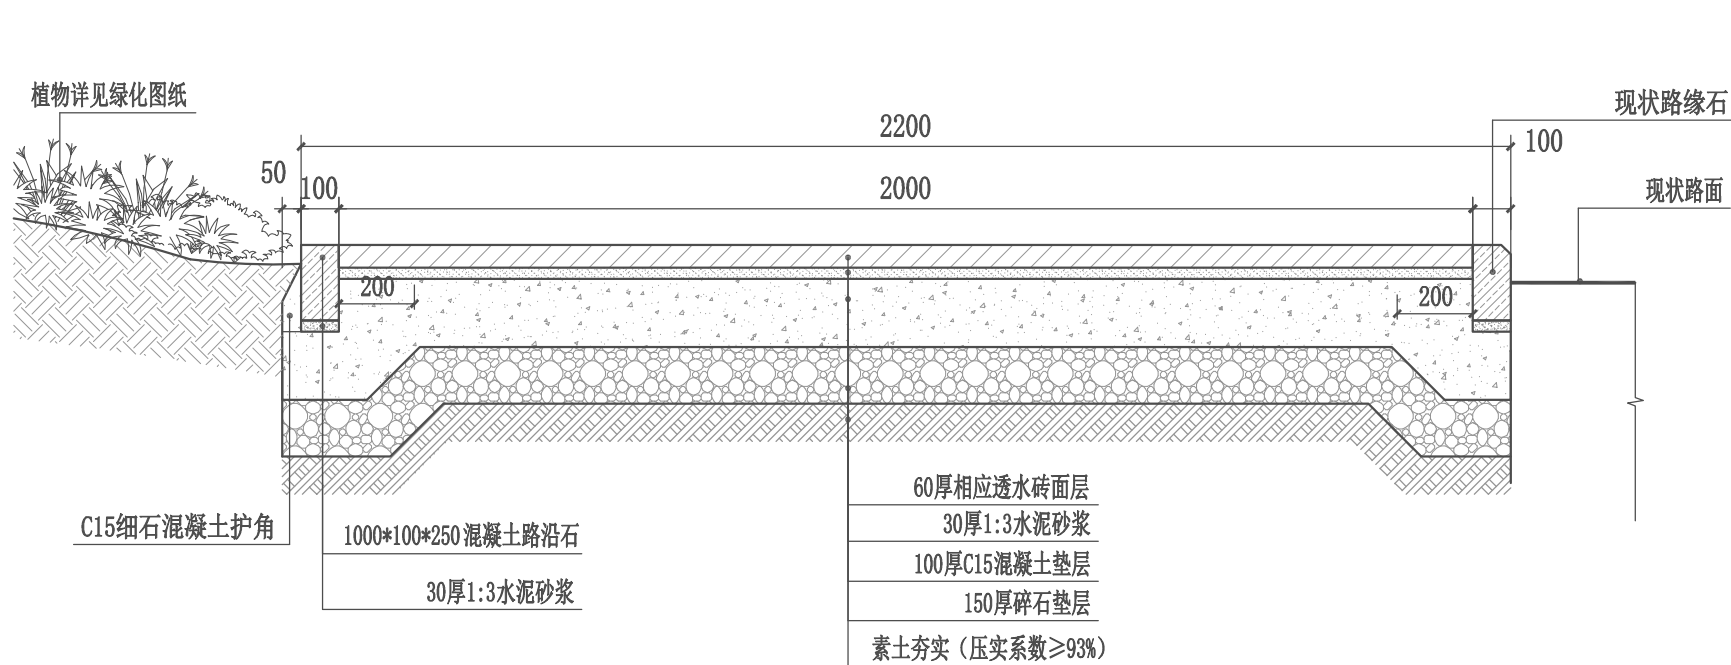 植物详见绿化图纸
现状路缘石
2200
100
50
100
2000
现状路面
200
200
60厚相应透水砖面层
C15细石混凝土护角
1000*100*250混凝土路沿石
30厚1:3水泥砂浆
100厚C15混凝土垫层
30厚1:3水泥砂浆
150厚碎石垫层
素土夯实（压实系数≥93%）